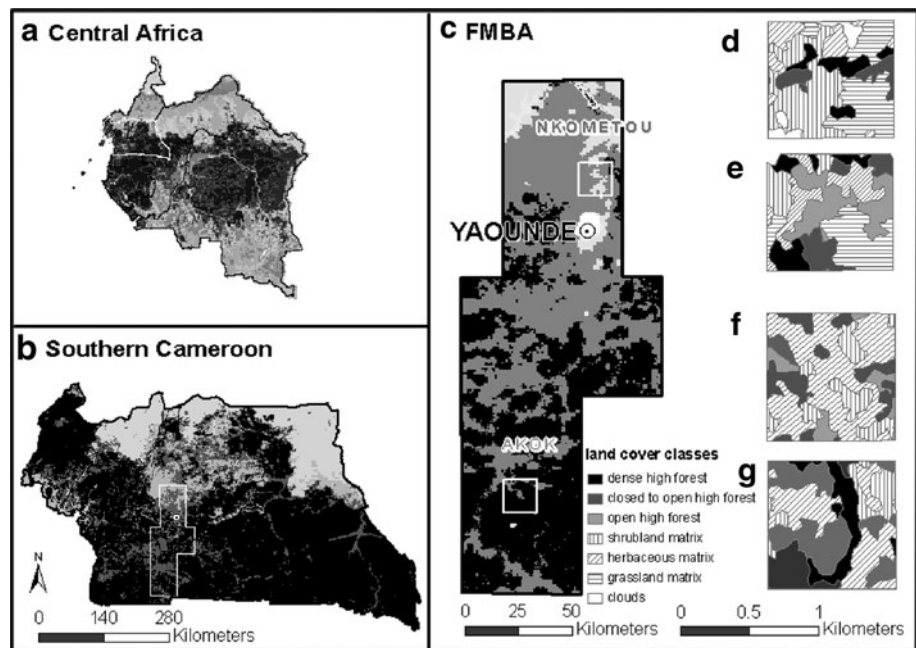 a Central Africa
b Southern Cameroon
N
0 140 280
Kilometers
c FMBA
NKOMETOU
YAOUNDE
AKOK
land cover classes
dense high forest
closed to open high forest
open high forest
shrubland matrix
herbaceous matrix
grassland matrix
clouds
0 25 50
Kilometers
d
e
f
g
0 0.5 1
Kilometers